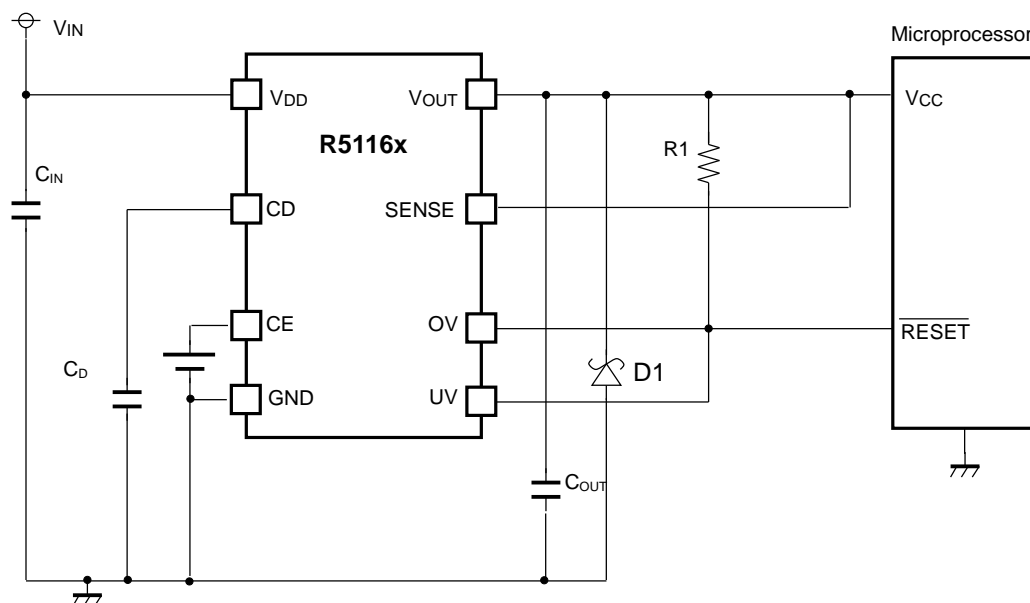 VIN
Microprocessor
VDD
VOUT
VCC
R5116x
R1
CIN
CD
SENSE
CE
OV
RESET
CD
D1
GND
UV
COUT